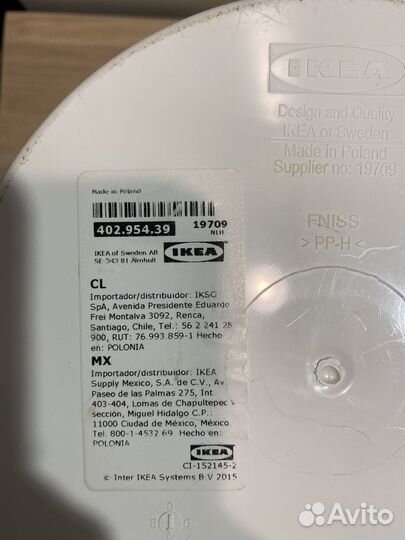 IKEA
Design and Quality
IKEA of Sweden
Made in Poland
Supplier no: 19709
FNISS
> PP-H <
Made in Poland
402.954.39
19709
NLH
IKEA of Sweden AB
SE-343 81 Älmhult
IKEA
CL
Importador/distribuidor: IKSO
SpA, Avenida Presidente Eduardo
Frei Montalva 3092, Renca,
Santiago, Chile, Tel.: 56 2 241 28
900, RUT: 76.993.859-1 Hecho
en: POLONIA
MX
Importador/distribuidor: IKEA
Supply Mexico, S.A. de C.V., Av
Paseo de las Palmas 275, Int
403-404, Lomas de Chapultepec V
sección, Miguel Hidalgo C.P.:
11000 Ciudad de México, México
Tel. 800-1-4532 69 Hecho en:
POLONIA
IKEA
CI-152145-2
© Inter IKEA Systems B V 2015
D C B
1
Avito